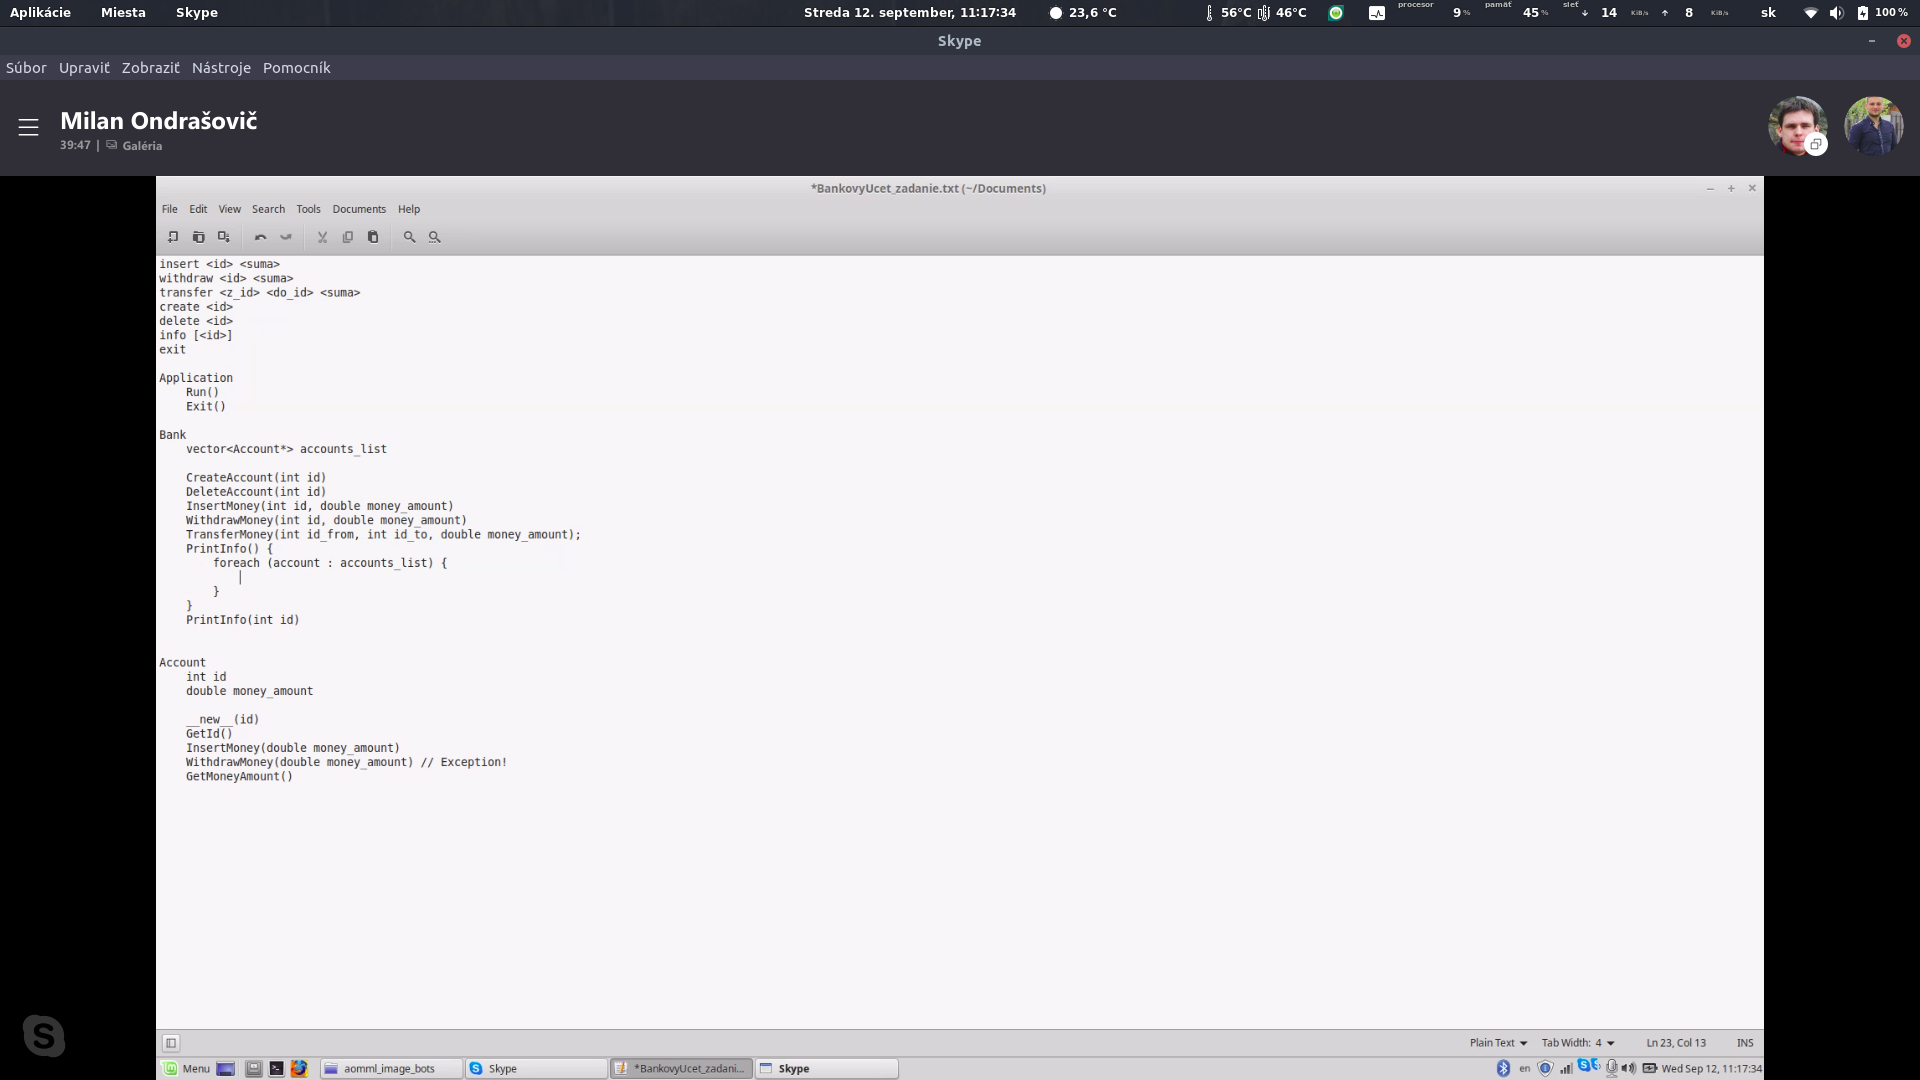 Aplikácie Miesta Skype Streda 12. september, 11:17:34 23,6 °C 56°C 46°C procesor 9 % pamäť 45 % sieť 14 KiB/s 8 KiB/s sk 100 %
Skype
Súbor Upraviť Zobraziť Nástroje Pomocník
Milan Ondrašovič
39:47 | Galéria
*BankovyUcet_zadanie.txt (~/Documents)
File Edit View Search Tools Documents Help
insert <id> <suma>
withdraw <id> <suma>
transfer <z_id> <do_id> <suma>
create <id>
delete <id>
info [<id>]
exit
Application
Run()
Exit()
Bank
vector<Account*> accounts_list
CreateAccount(int id)
DeleteAccount(int id)
InsertMoney(int id, double money_amount)
WithdrawMoney(int id, double money_amount)
TransferMoney(int id_from, int id_to, double money_amount);
PrintInfo() {
foreach (account : accounts_list) {
}
}
PrintInfo(int id)
Account
int id
double money_amount
__new__(id)
GetId()
InsertMoney(double money_amount)
WithdrawMoney(double money_amount) // Exception!
GetMoneyAmount()
Plain Text Tab Width: 4 Ln 23, Col 13 INS
Menu aomml_image_bots Skype *BankovyUcet_zadani... Skype en Wed Sep 12, 11:17:34